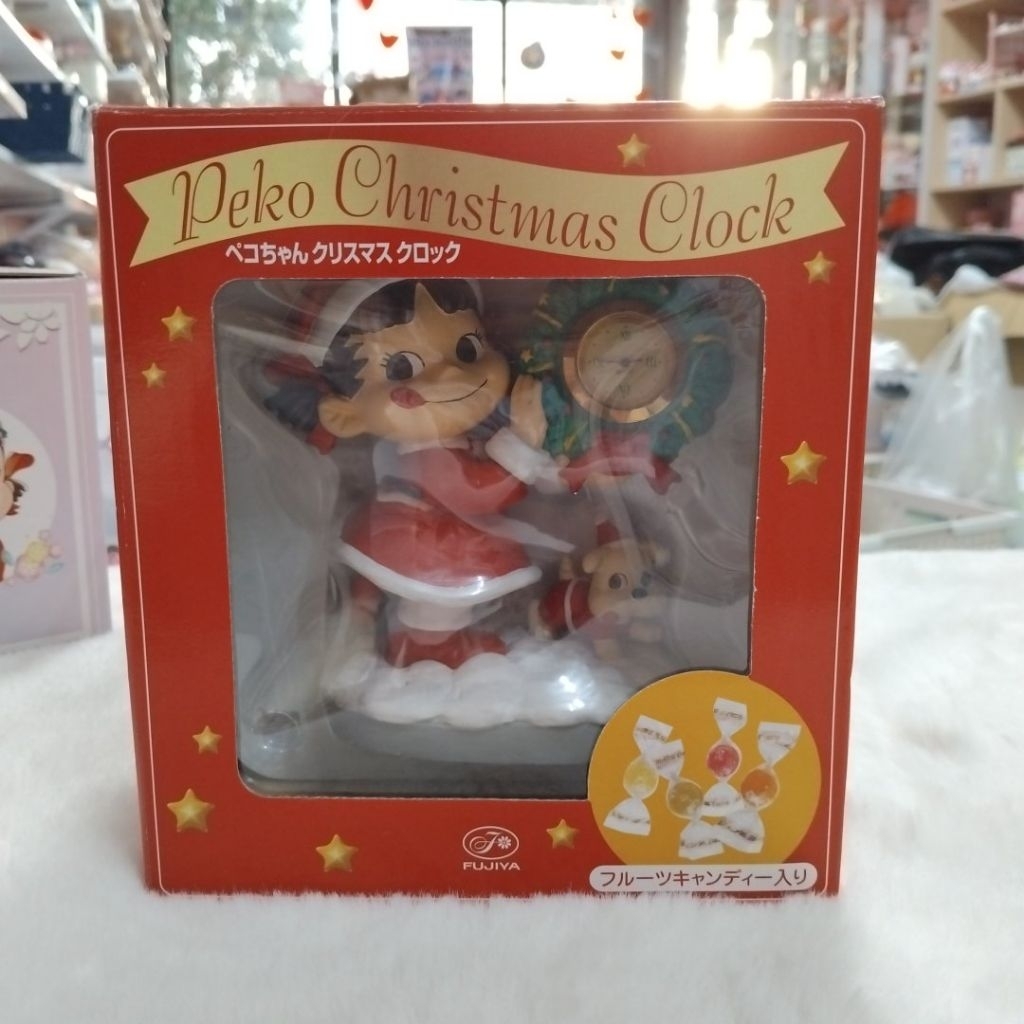 Peko Christmas Clock
ペコちゃん クリスマス クロック
FUJIYA
フルーツキャンディー入り